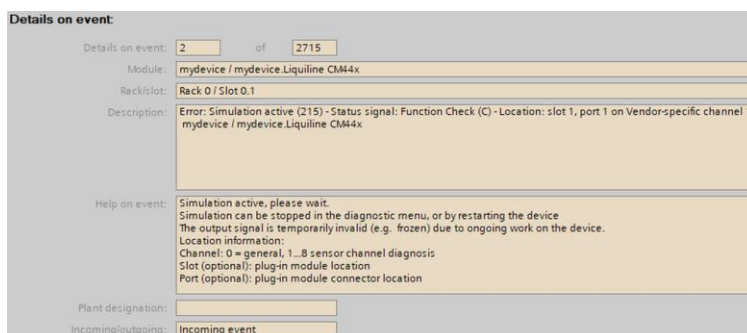 Details on event:
Details on event: 2 of 2715
Module: mydevice / mydevice.Liquiline CM44x
Rack/slot: Rack 0 / Slot 0.1
Description: Error: Simulation active (215) - Status signal: Function Check (C) - Location: slot 1, port 1 on Vendor-specific channel
mydevice / mydevice.Liquiline CM44x
Help on event: Simulation active, please wait.
Simulation can be stopped in the diagnostic menu, or by restarting the device
The output signal is temporarily invalid (e.g. frozen) due to ongoing work on the device.
Location information:
Channel: 0 = general, 1...8 sensor channel diagnosis
Slot (optional): plug-in module location
Port (optional): plug-in module connector location
Plant designation:
Incoming/outgoing: Incoming event